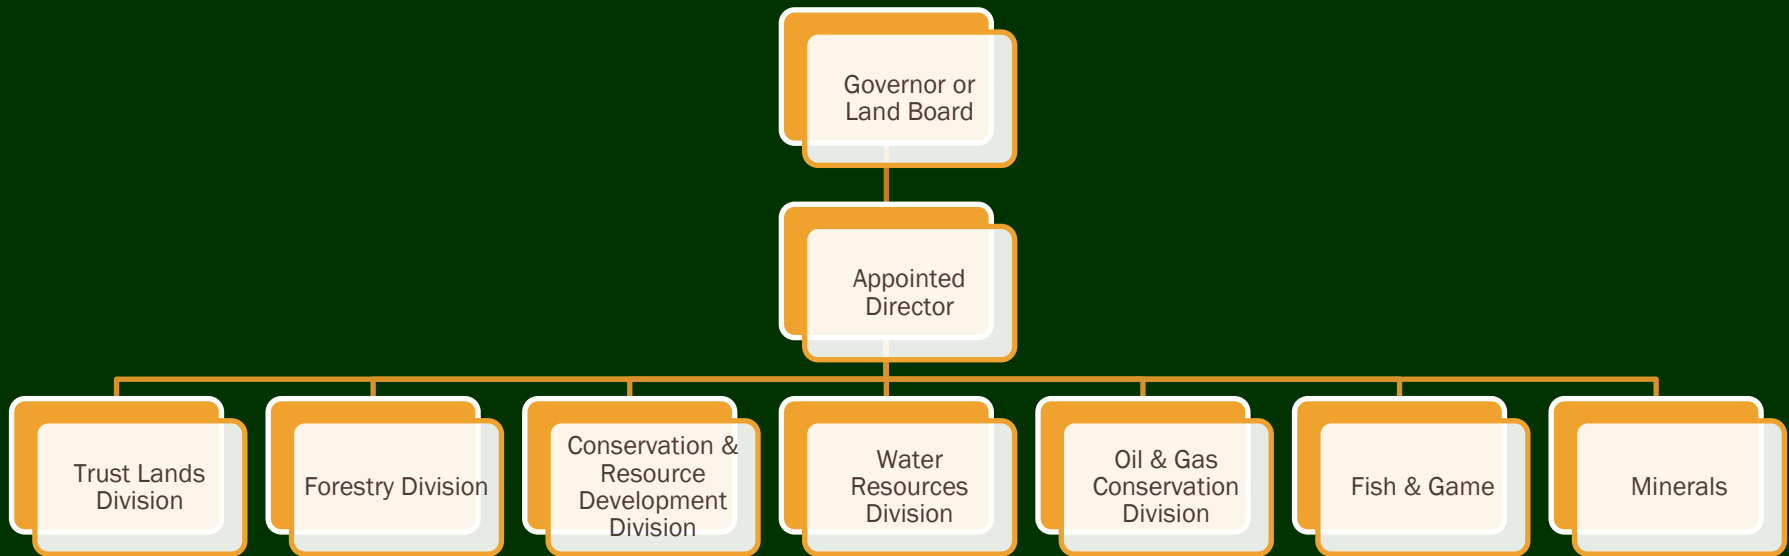 Governor or
Land Board
Appointed
Director
Trust Lands
Division
Forestry Division
Conservation &
Resource
Development
Division
Water
Resources
Division
Oil & Gas
Conservation
Division
Fish & Game
Minerals